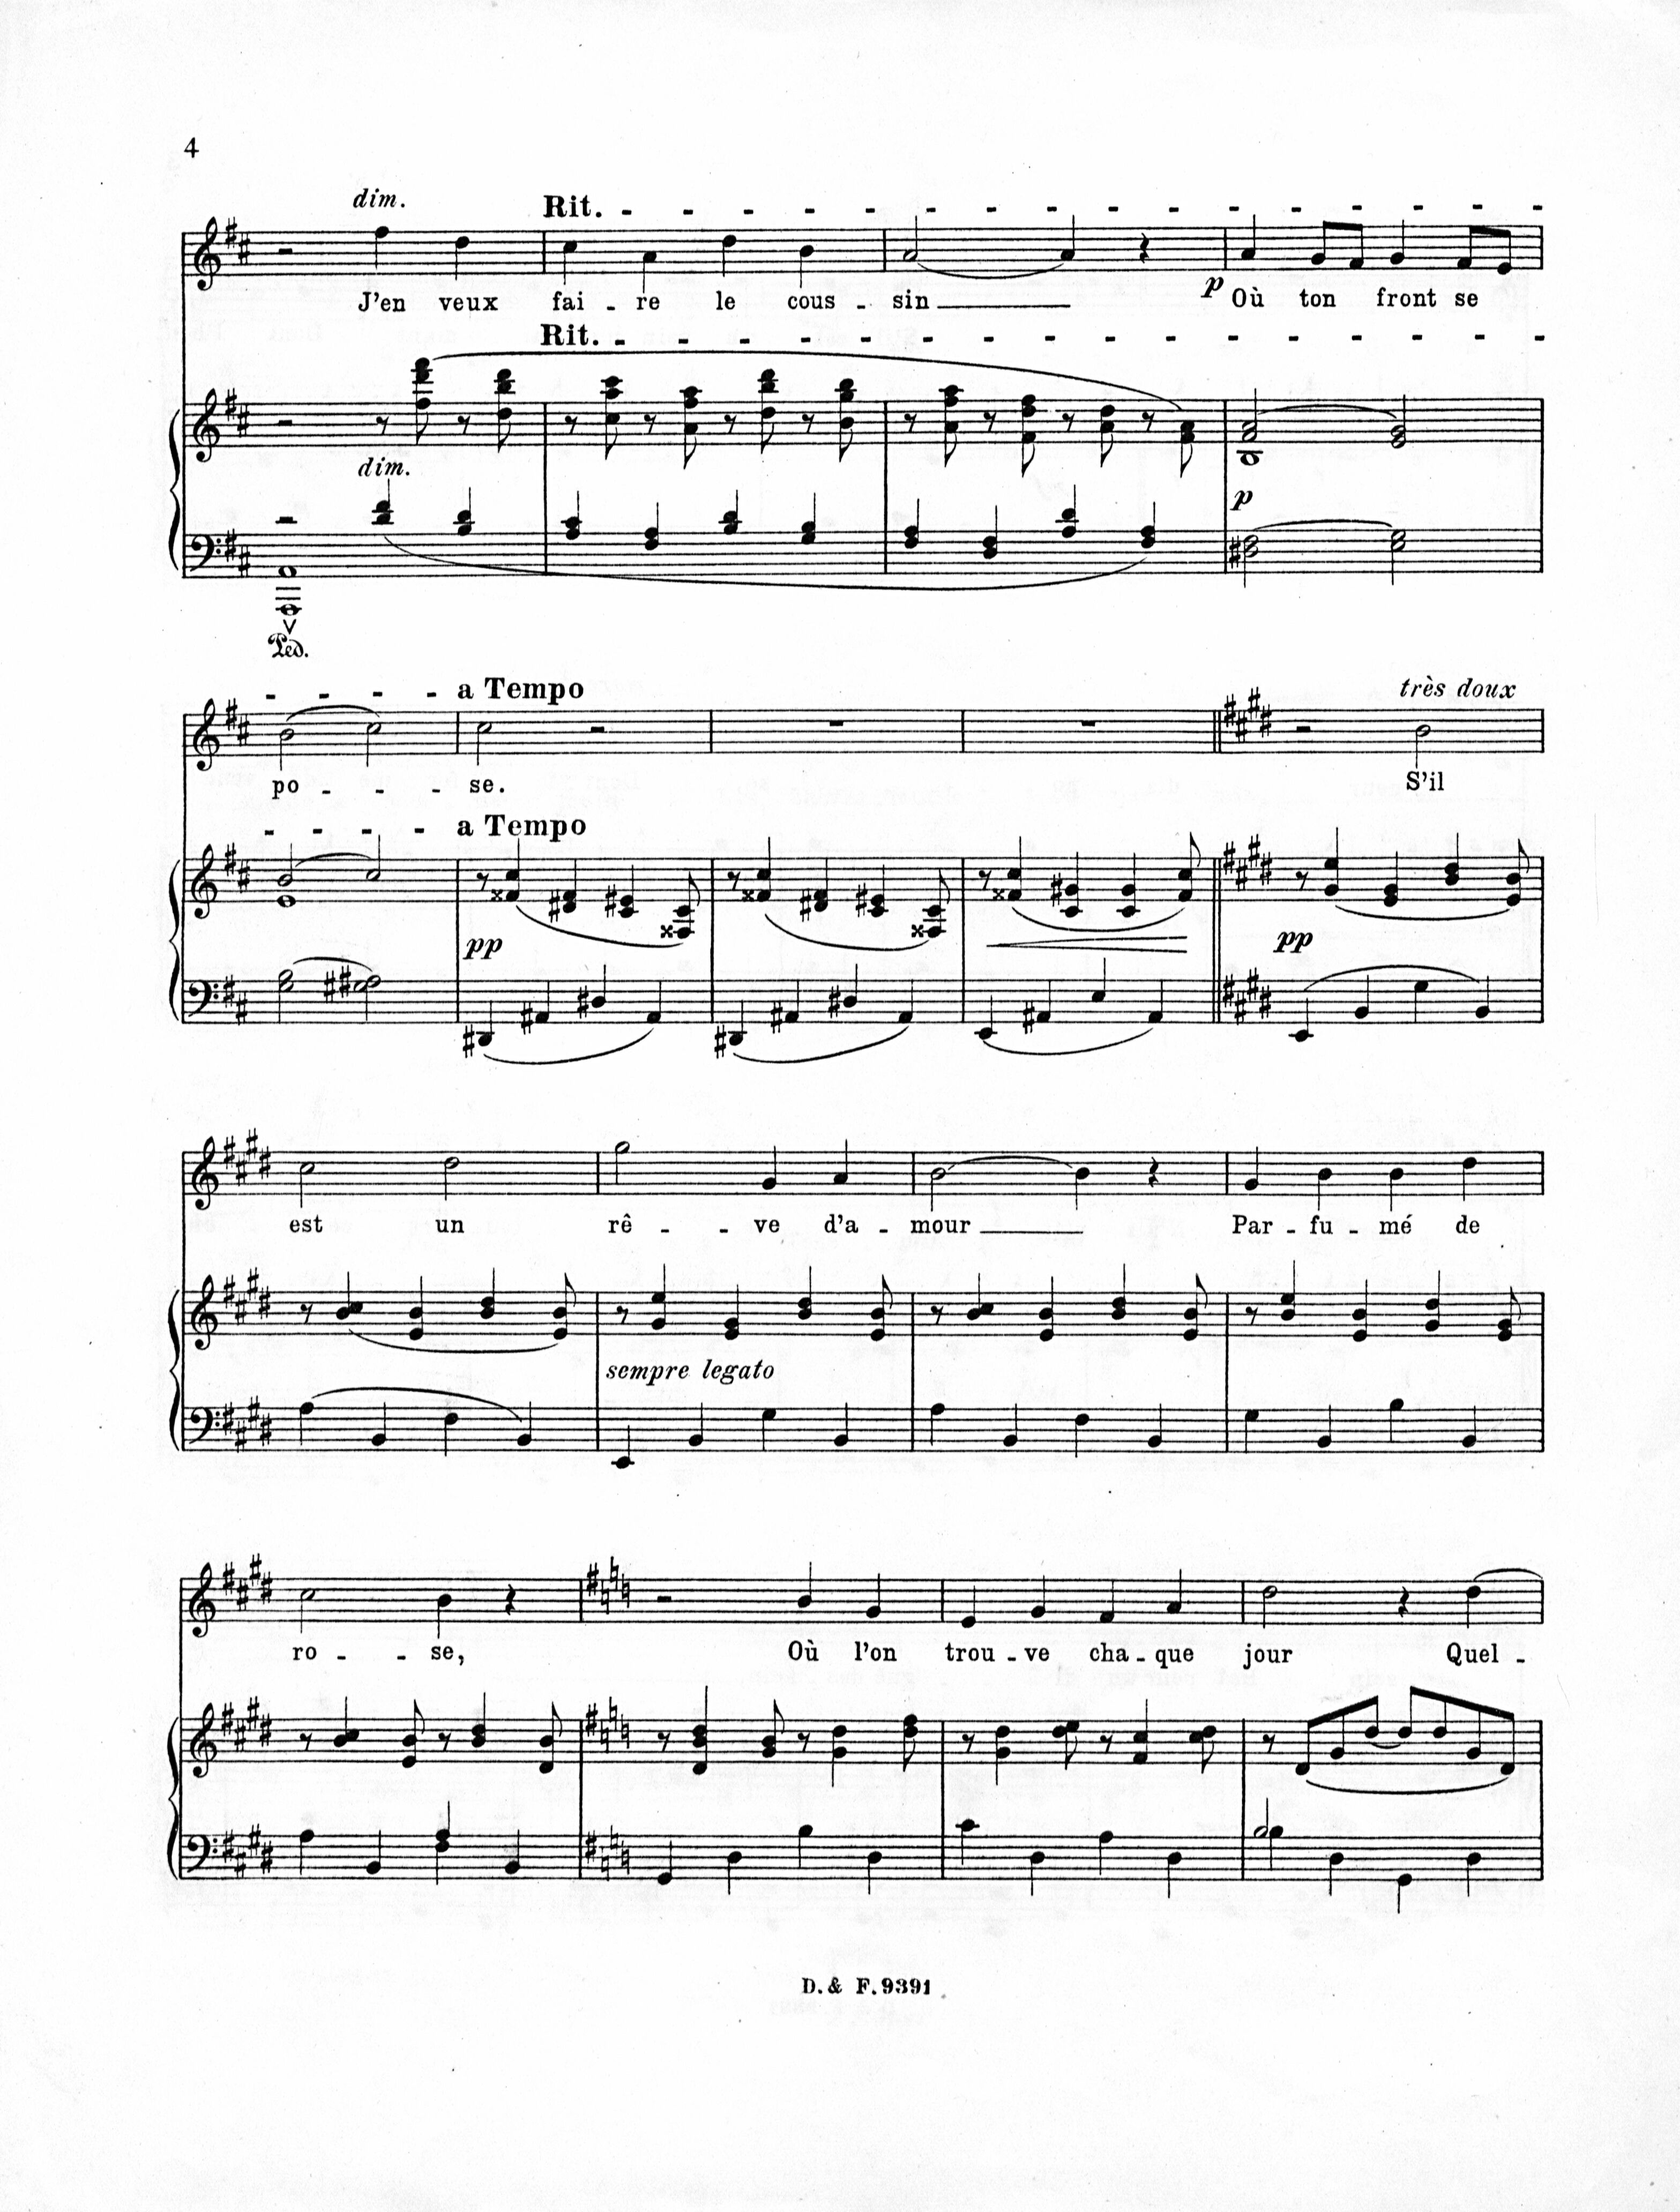 4
dim.
Rit.
J'en veux fai - re le cous - sin p Où ton front se
Rit.
dim.
p
Ped.
a Tempo
très doux
po - - - se. S'il
a Tempo
pp pp
est un rê - - ve d'a - mour Par - fu - mé de
sempre legato
ro - - se, Où l'on trou - ve cha - que jour Quel -
D. & F. 9391